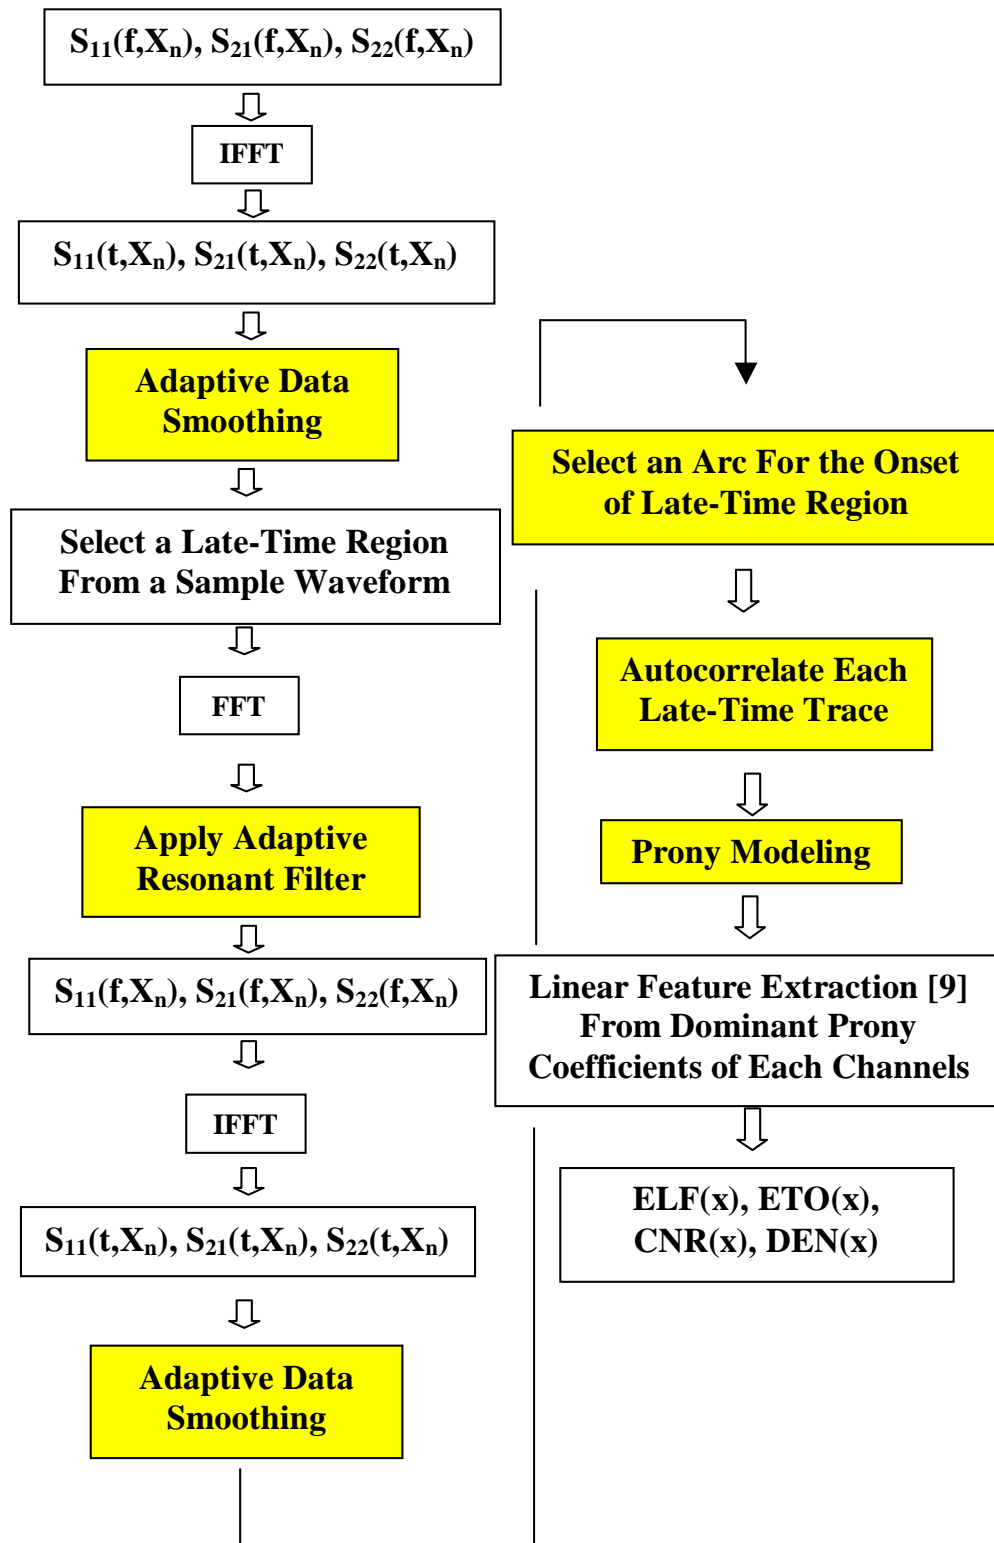 S₁₁(f,Xₙ), S₂₁(f,Xₙ), S₂₂(f,Xₙ)
IFFT
S₁₁(t,Xₙ), S₂₁(t,Xₙ), S₂₂(t,Xₙ)
Adaptive Data
Smoothing
Select a Late-Time Region
From a Sample Waveform
FFT
Apply Adaptive
Resonant Filter
S₁₁(f,Xₙ), S₂₁(f,Xₙ), S₂₂(f,Xₙ)
IFFT
S₁₁(t,Xₙ), S₂₁(t,Xₙ), S₂₂(t,Xₙ)
Adaptive Data
Smoothing
Select an Arc For the Onset
of Late-Time Region
Autocorrelate Each
Late-Time Trace
Prony Modeling
Linear Feature Extraction [9]
From Dominant Prony
Coefficients of Each Channels
ELF(x), ETO(x),
CNR(x), DEN(x)